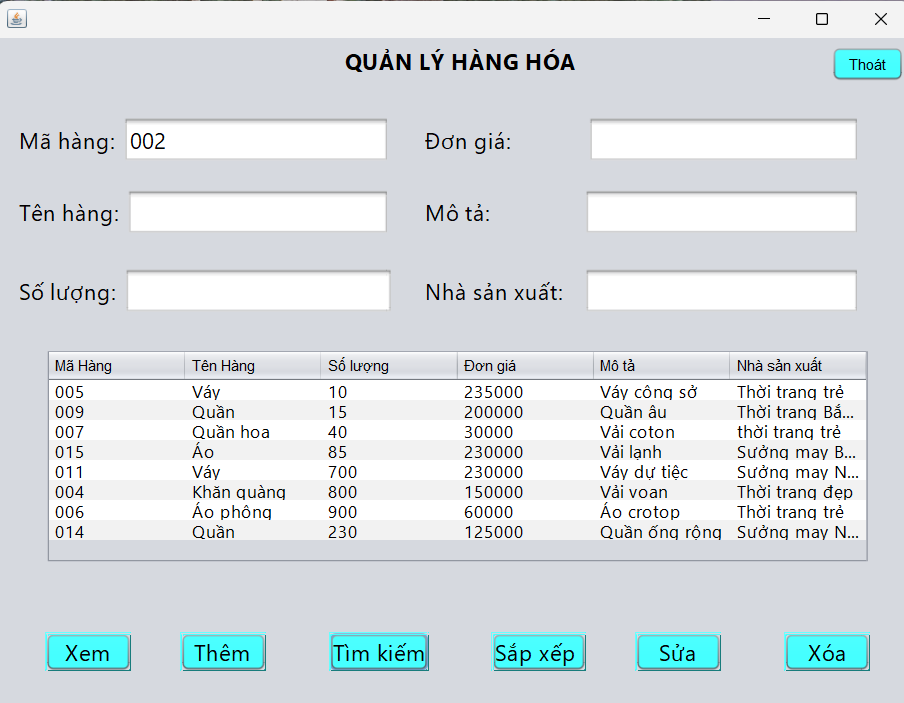 QUẢN LÝ HÀNG HÓA
Thoát
Mã hàng: 002 Đơn giá:
Tên hàng: Mô tả:
Số lượng: Nhà sản xuất:
Mã Hàng Tên Hàng Số lượng Đơn giá Mô tả Nhà sản xuất
005 Váy 10 235000 Váy công sở Thời trang trẻ
009 Quần 15 200000 Quần âu Thời trang Bắ...
007 Quần hoa 40 30000 Vải coton thời trang trẻ
015 Áo 85 230000 Vải lạnh Sưởng may B...
011 Váy 700 230000 Váy dự tiệc Sưởng may N...
004 Khăn quàng 800 150000 Vải voan Thời trang đẹp
006 Áo phông 900 60000 Áo crotop Thời trang trẻ
014 Quần 230 125000 Quần ống rộng Sưởng may N...
Xem Thêm Tìm kiếm Sắp xếp Sửa Xóa